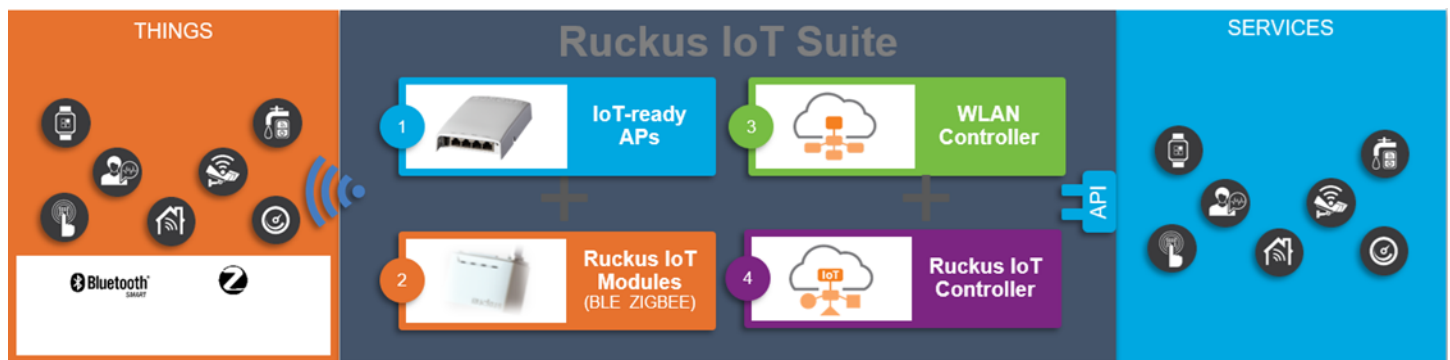 THINGS
Bluetooth®
SMART
Ruckus IoT Suite
1
IoT-ready
APs
2
Ruckus IoT
Modules
(BLE ZIGBEE)
3
WLAN
Controller
4
IoT
Ruckus IoT
Controller
API
SERVICES